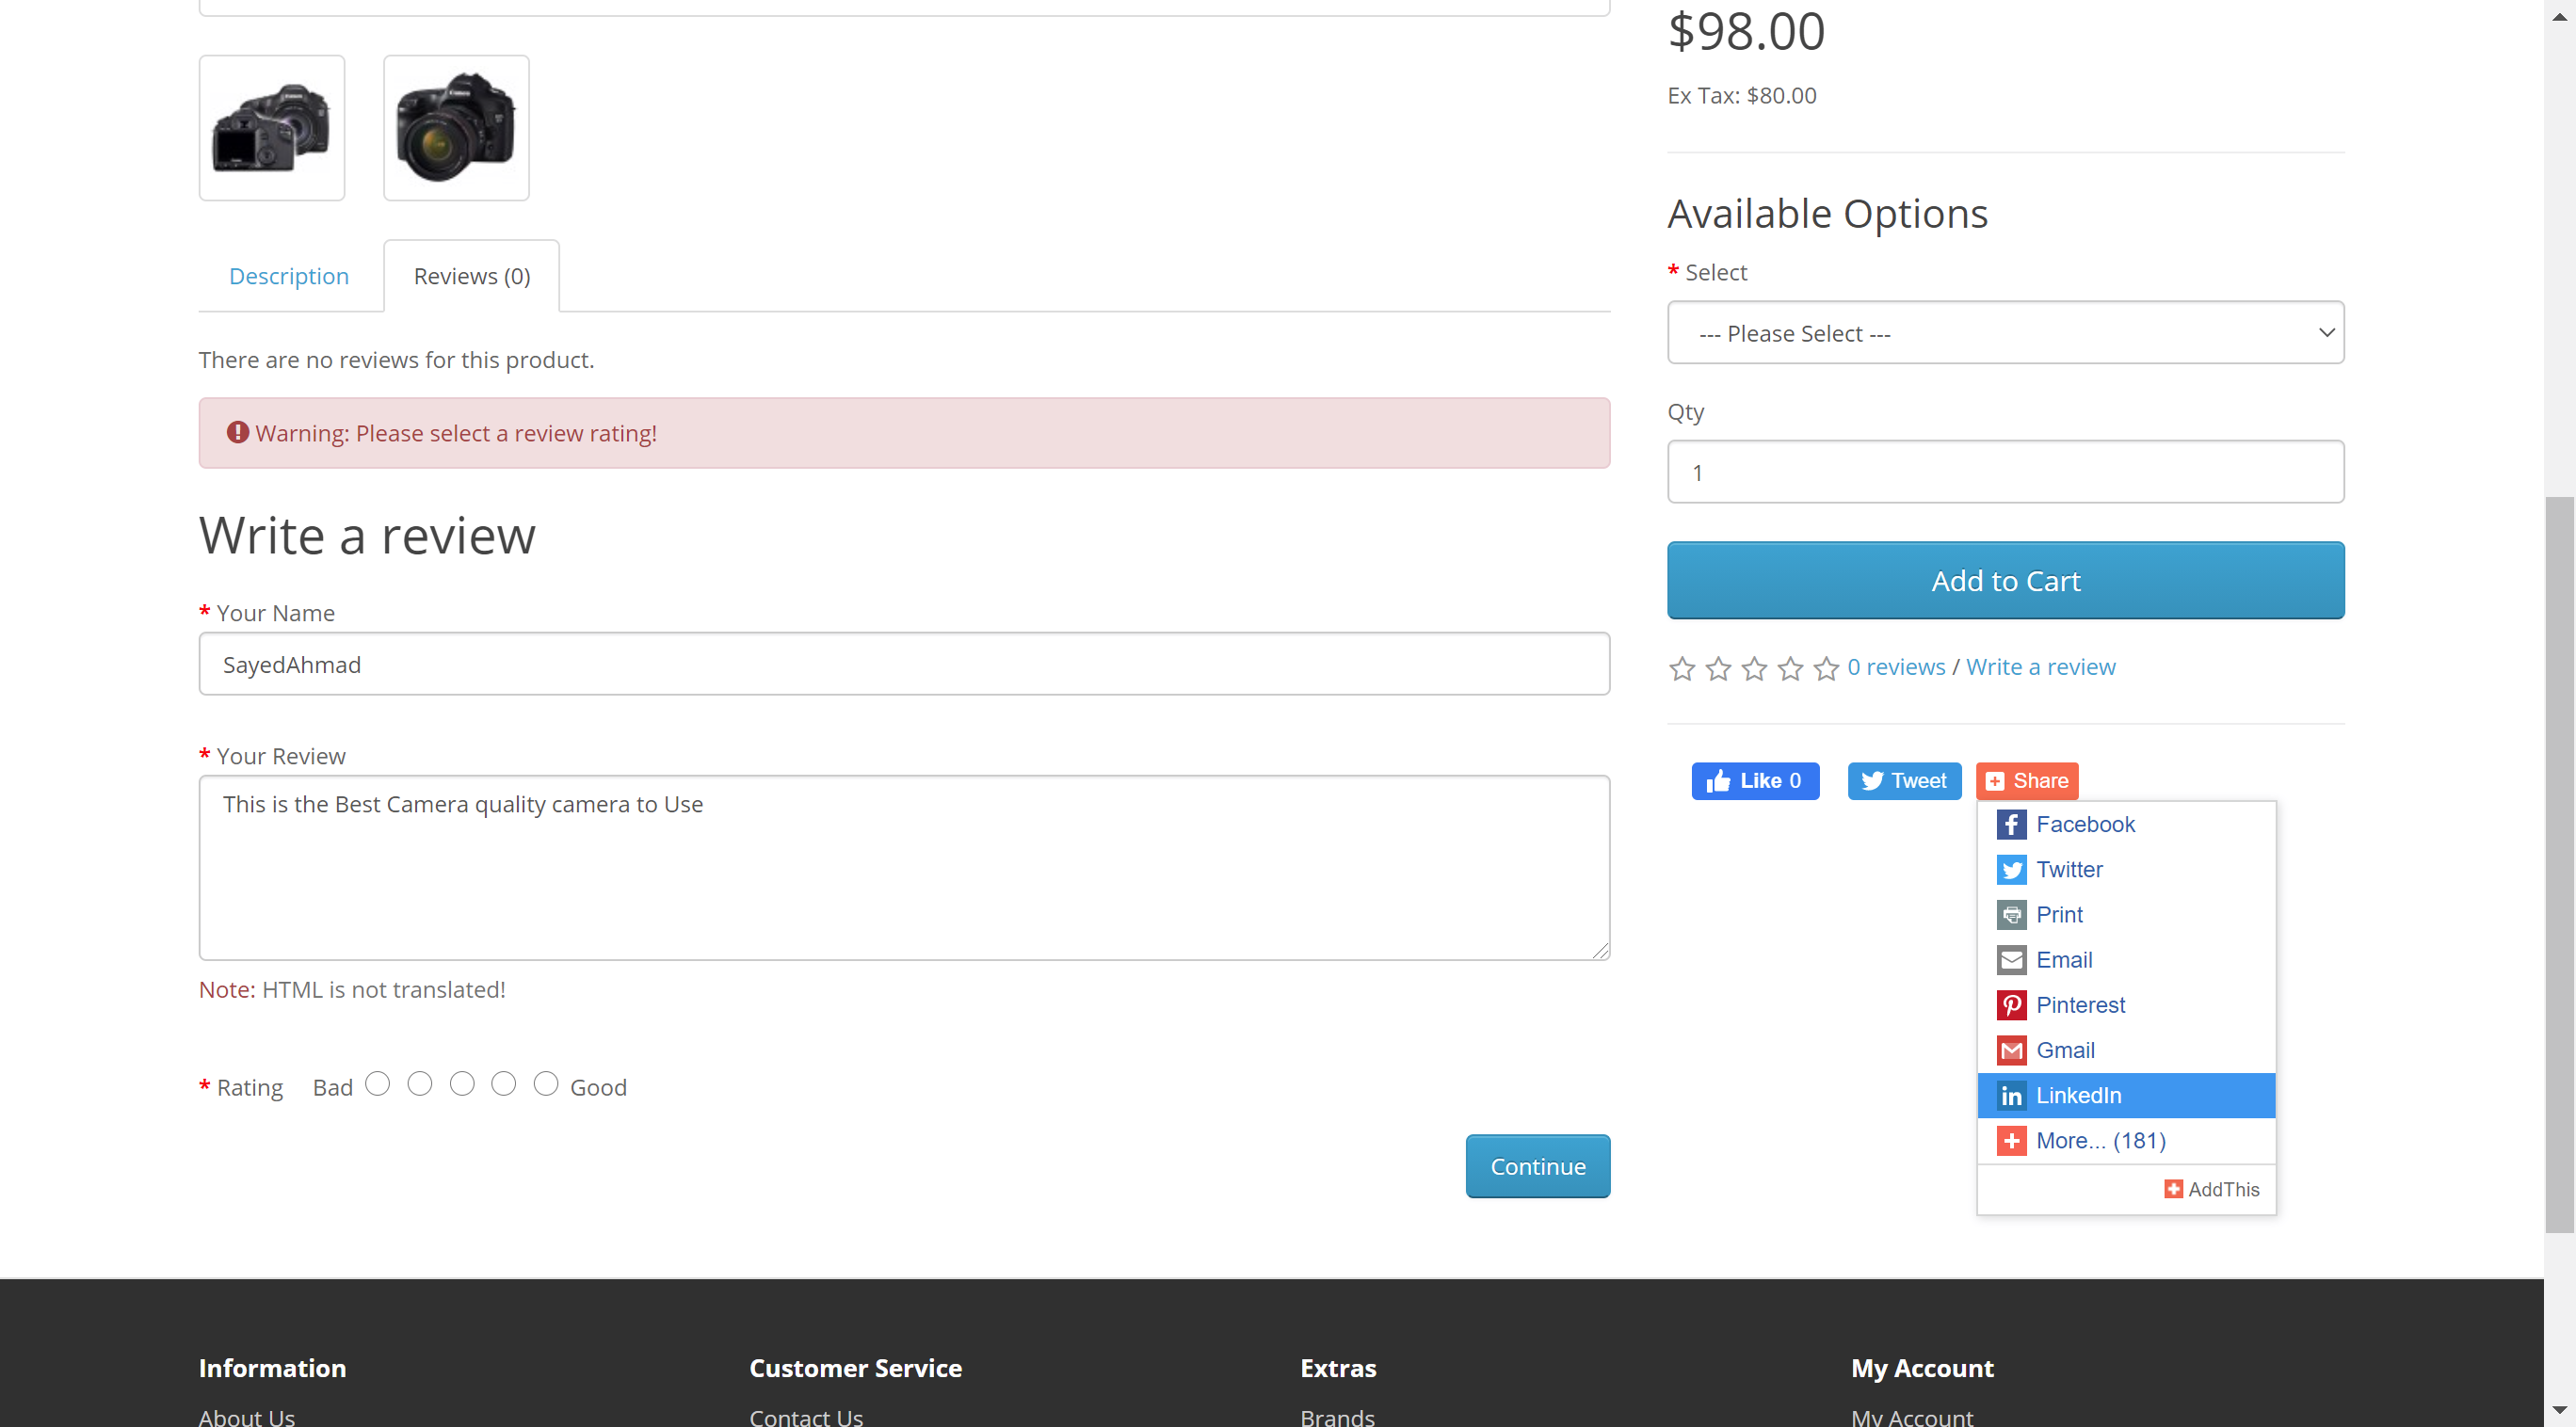 $98.00
Ex Tax: $80.00
Available Options
* Select
--- Please Select ---
Qty
1
Add to Cart
0 reviews / Write a review
Like 0
Tweet
Share
Facebook
Twitter
Print
Email
Pinterest
Gmail
LinkedIn
More... (181)
AddThis
Description
Reviews (0)
There are no reviews for this product.
Warning: Please select a review rating!
Write a review
* Your Name
SayedAhmad
* Your Review
This is the Best Camera quality camera to Use
Note: HTML is not translated!
* Rating Bad Good
Continue
Information
About Us
Customer Service
Contact Us
Extras
Brands
My Account
My Account